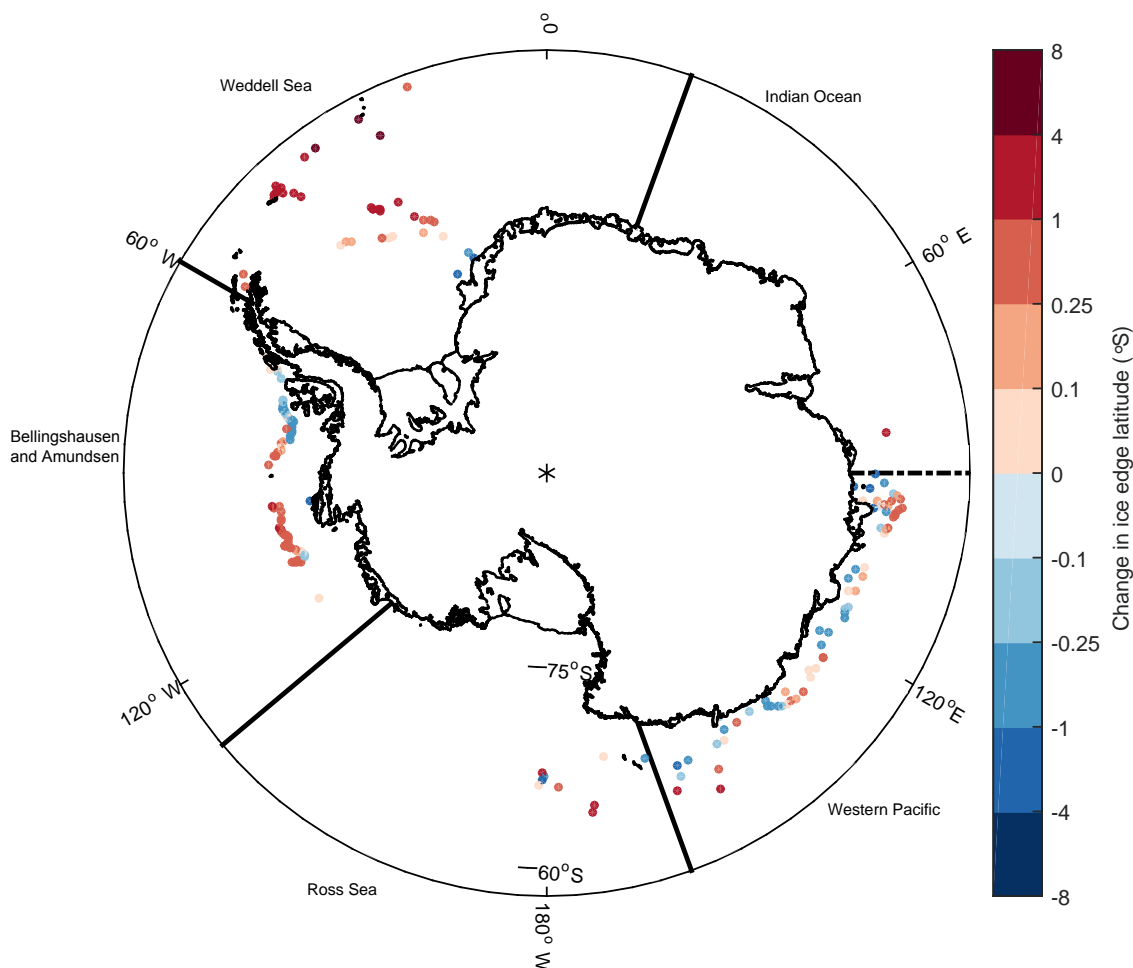 0°
Weddell Sea
Indian Ocean
60° W
60° E
Bellingshausen
and Amundsen
75°S
120° W
120°E
Western Pacific
60°S
Ross Sea
180° W
8
4
1
0.25
0.1
0
-0.1
-0.25
-1
-4
-8
Change in ice edge latitude (°S)